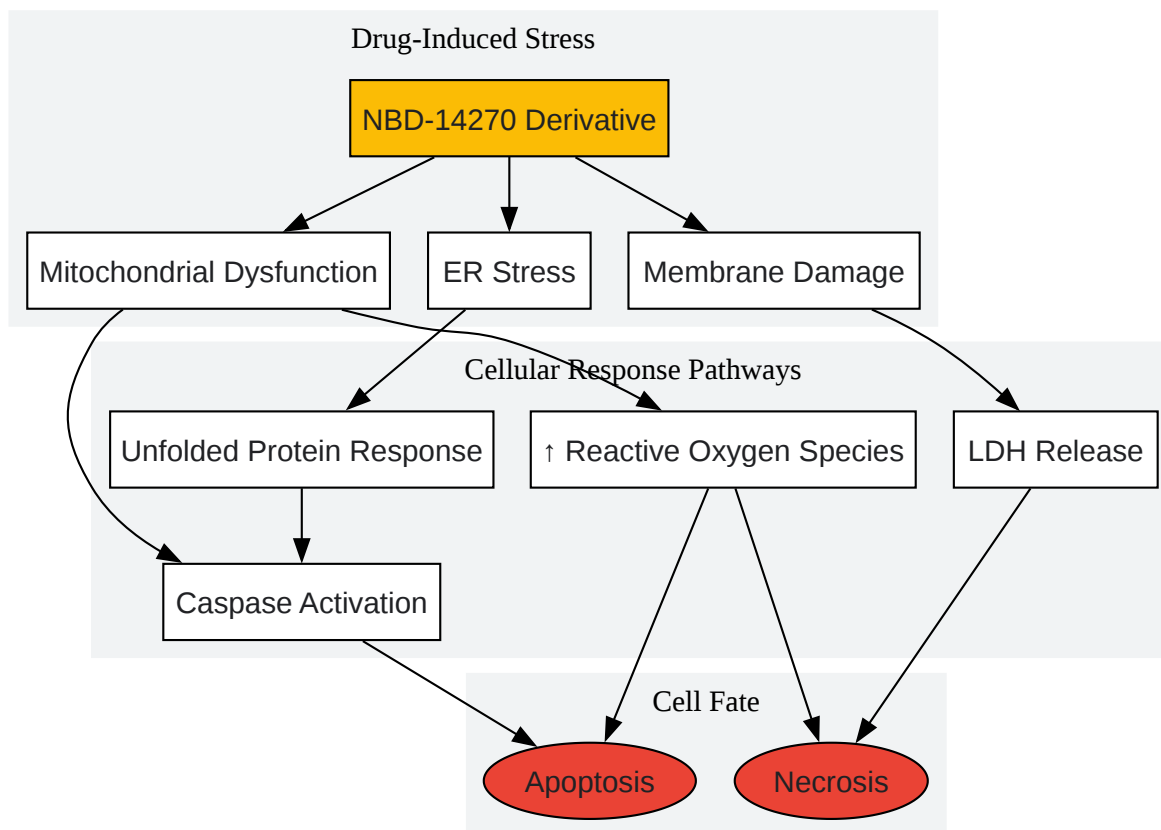 Drug-Induced Stress
NBD-14270 Derivative
Mitochondrial Dysfunction
ER Stress
Membrane Damage
Cellular Response Pathways
Unfolded Protein Response
↑ Reactive Oxygen Species
LDH Release
Caspase Activation
Cell Fate
Apoptosis
Necrosis